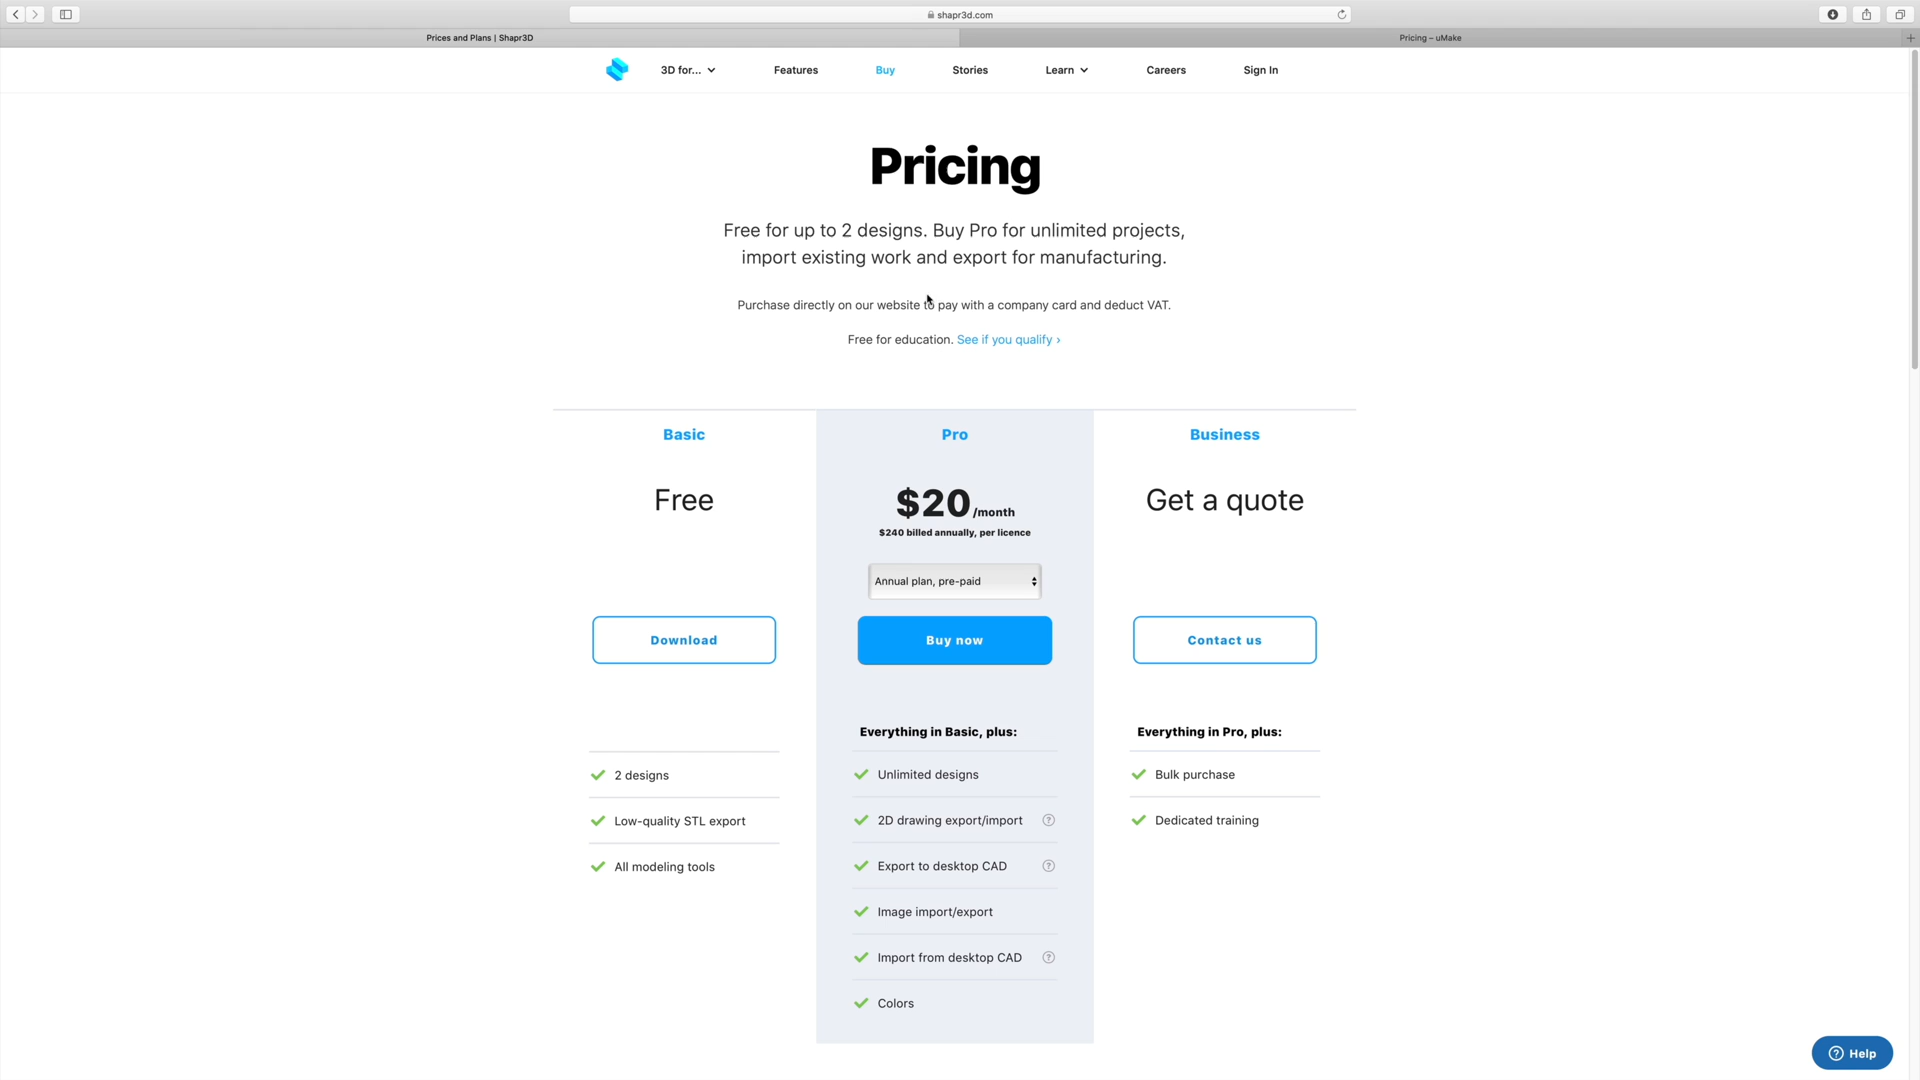 shapr3d.com
Prices and Plans | Shapr3D
Pricing – uMake
3D for...
Features
Buy
Stories
Learn
Careers
Sign In
Pricing
Free for up to 2 designs. Buy Pro for unlimited projects,
import existing work and export for manufacturing.
Purchase directly on our website to pay with a company card and deduct VAT.
Free for education. See if you qualify ›
Basic
Free
Download
2 designs
Low-quality STL export
All modeling tools
Pro
$20/month
$240 billed annually, per licence
Annual plan, pre-paid
Buy now
Everything in Basic, plus:
Unlimited designs
2D drawing export/import
Export to desktop CAD
Image import/export
Import from desktop CAD
Colors
Business
Get a quote
Contact us
Everything in Pro, plus:
Bulk purchase
Dedicated training
Help